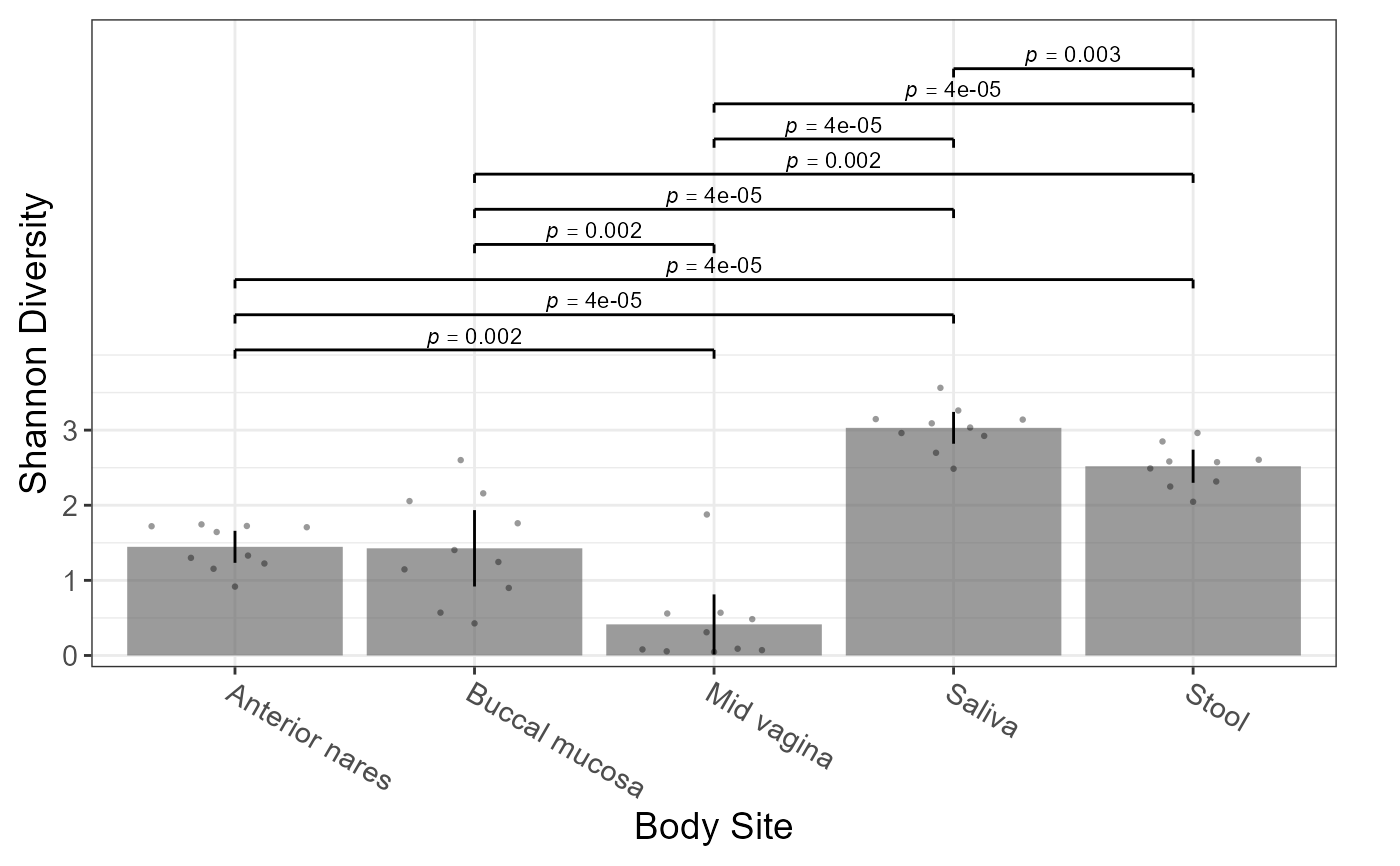 p = 0.003
p = 4e-05
p = 4e-05
p = 0.002
p = 4e-05
p = 0.002
p = 4e-05
p = 4e-05
p = 0.002
Shannon Diversity
3
2
1
0
Anterior nares
Buccal mucosa
Mid vagina
Saliva
Stool
Body Site